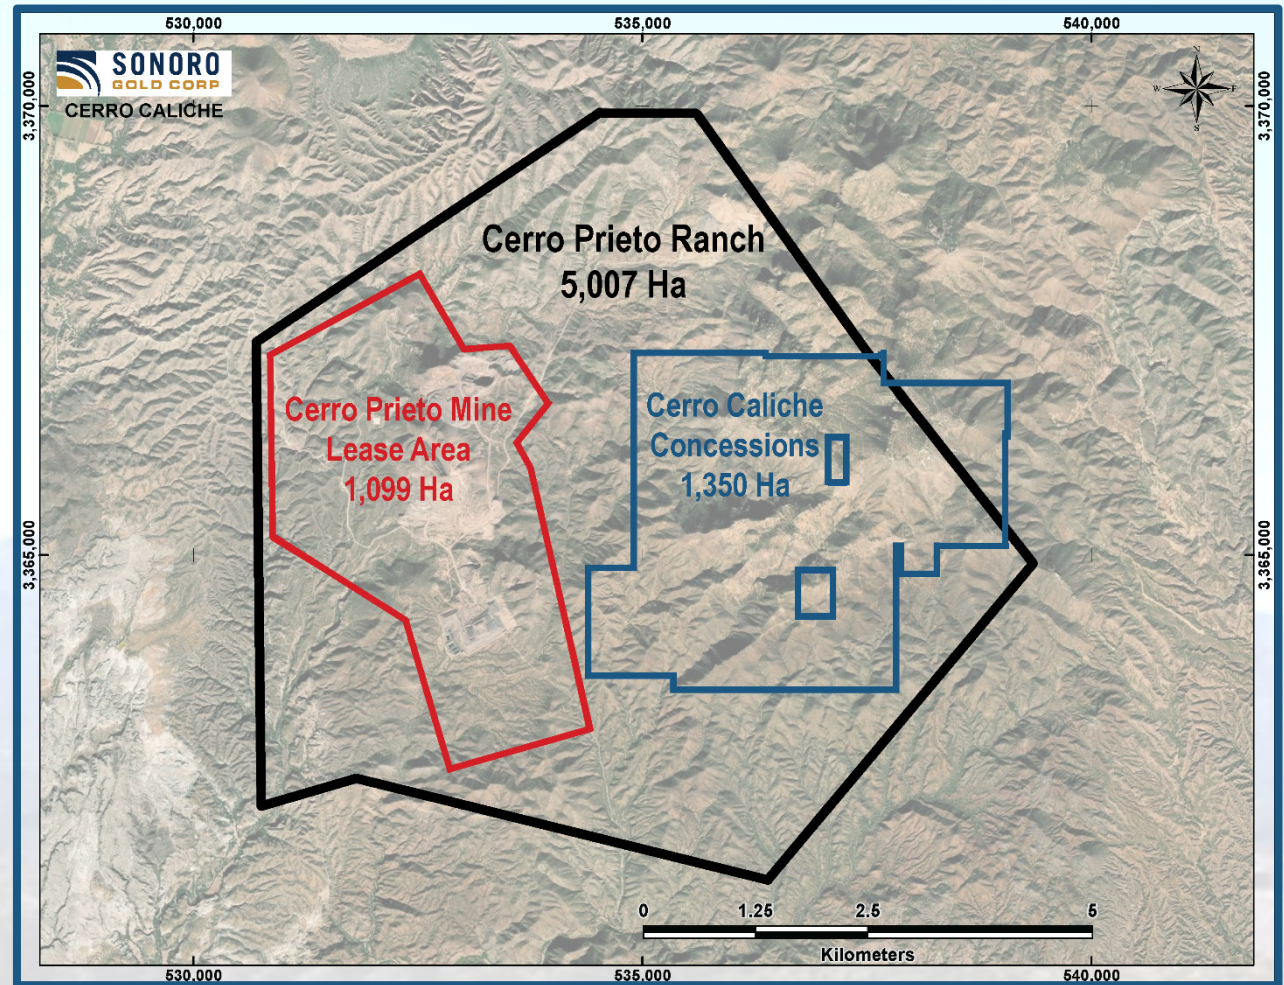 530,000
535,000
540,000
SONORO
GOLD CORP
CERRO CALICHE
N
W
E
S
3,370,000
3,370,000
Cerro Prieto Ranch
5,007 Ha
Cerro Prieto Mine
Lease Area
1,099 Ha
Cerro Caliche
Concessions
1,350 Ha
3,365,000
3,365,000
0
1.25
2.5
5
Kilometers
530,000
535,000
540,000